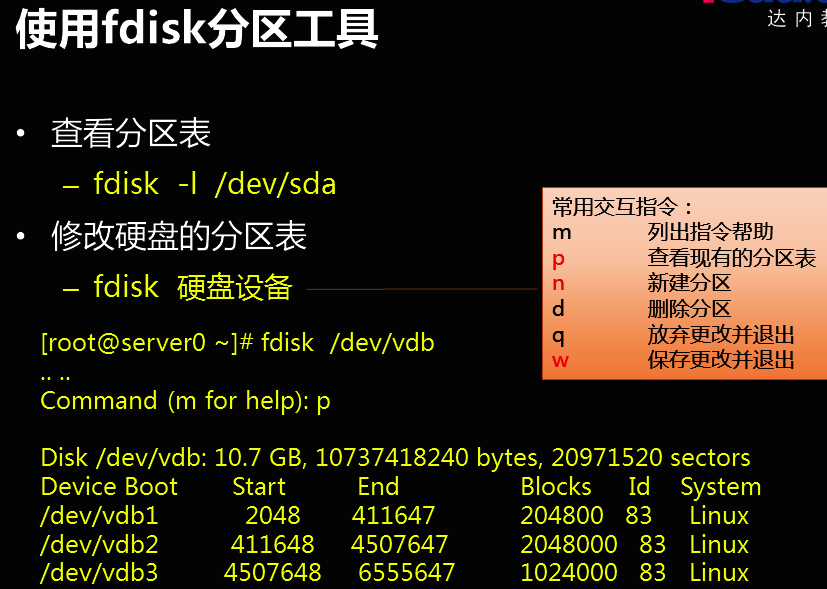 使用fdisk分区工具
达内
• 查看分区表
– fdisk -l /dev/sda
• 修改硬盘的分区表
– fdisk 硬盘设备
常用交互指令：
m 列出指令帮助
p 查看现有的分区表
n 新建分区
d 删除分区
q 放弃更改并退出
w 保存更改并退出
[root@server0 ~]# fdisk /dev/vdb
.. ..
Command (m for help): p
Disk /dev/vdb: 10.7 GB, 10737418240 bytes, 20971520 sectors
Device Boot Start End Blocks Id System
/dev/vdb1 2048 411647 204800 83 Linux
/dev/vdb2 411648 4507647 2048000 83 Linux
/dev/vdb3 4507648 6555647 1024000 83 Linux